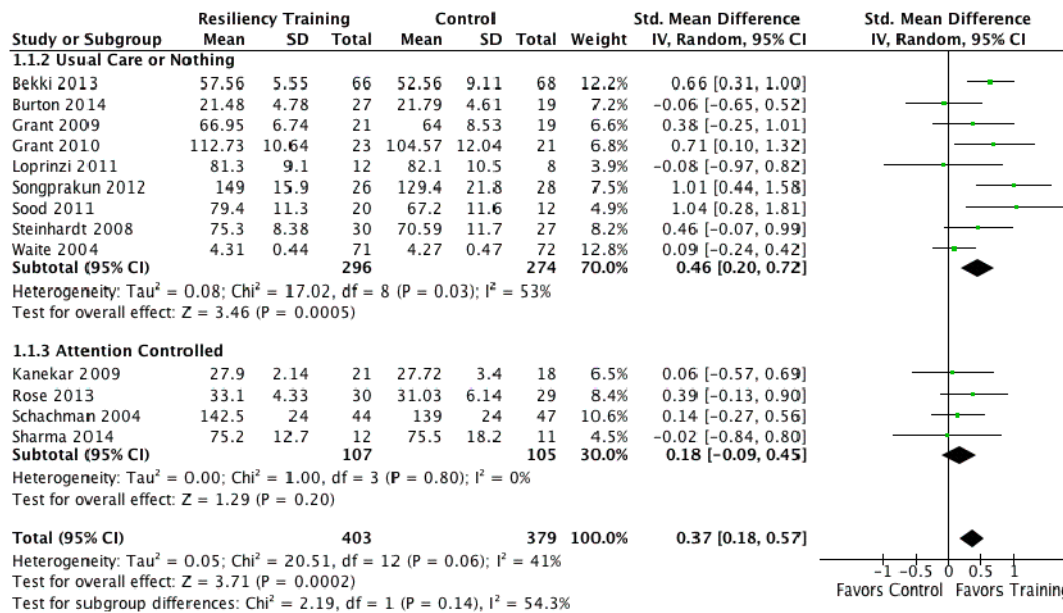 Resiliency Training Control Std. Mean Difference Std. Mean Difference
Study or Subgroup Mean SD Total Mean SD Total Weight IV, Random, 95% CI IV, Random, 95% CI
1.1.2 Usual Care or Nothing
Bekki 2013 57.56 5.55 66 52.56 9.11 68 12.2% 0.66 [0.31, 1.00]
Burton 2014 21.48 4.78 27 21.79 4.61 19 7.2% -0.06 [-0.65, 0.52]
Grant 2009 66.95 6.74 21 64 8.53 19 6.6% 0.38 [-0.25, 1.01]
Grant 2010 112.73 10.64 23 104.57 12.04 21 6.8% 0.71 [0.10, 1.32]
Loprinzi 2011 81.3 9.1 12 82.1 10.5 8 3.9% -0.08 [-0.97, 0.82]
Songprakun 2012 149 15.9 26 129.4 21.8 28 7.5% 1.01 [0.44, 1.58]
Sood 2011 79.4 11.3 20 67.2 11.6 12 4.9% 1.04 [0.28, 1.81]
Steinhardt 2008 75.3 8.38 30 70.59 11.7 27 7.6% 0.46 [-0.07, 0.99]
Waite 2004 4.31 0.44 71 4.27 0.47 72 12.8% 0.09 [-0.24, 0.42]
Subtotal (95% CI) 296 274 70.0% 0.46 [0.20, 0.72]
Heterogeneity: Tau² = 0.08; Chi² = 17.02, df = 8 (P = 0.03); I² = 53%
Test for overall effect: Z = 3.46 (P = 0.0005)
1.1.3 Attention Controlled
Kanekar 2009 27.9 2.14 21 27.72 3.4 18 6.5% 0.06 [-0.57, 0.69]
Rose 2013 33.1 4.33 30 31.03 6.14 29 8.4% 0.39 [-0.13, 0.90]
Schachman 2004 142.5 24 44 139 24 47 10.6% 0.14 [-0.27, 0.56]
Sharma 2014 75.2 12.7 12 75.5 18.2 11 4.5% -0.02 [-0.84, 0.80]
Subtotal (95% CI) 107 105 30.0% 0.18 [-0.09, 0.45]
Heterogeneity: Tau² = 0.00; Chi² = 1.00, df = 3 (P = 0.80); I² = 0%
Test for overall effect: Z = 1.29 (P = 0.20)
Total (95% CI) 403 379 100.0% 0.37 [0.18, 0.57]
Heterogeneity: Tau² = 0.05; Chi² = 20.51, df = 12 (P = 0.06); I² = 41%
Test for overall effect: Z = 3.71 (P = 0.0002)
Test for subgroup differences: Chi² = 2.19, df = 1 (P = 0.14), I² = 54.3%
-1 -0.5 0 0.5 1
Favors Control Favors Training